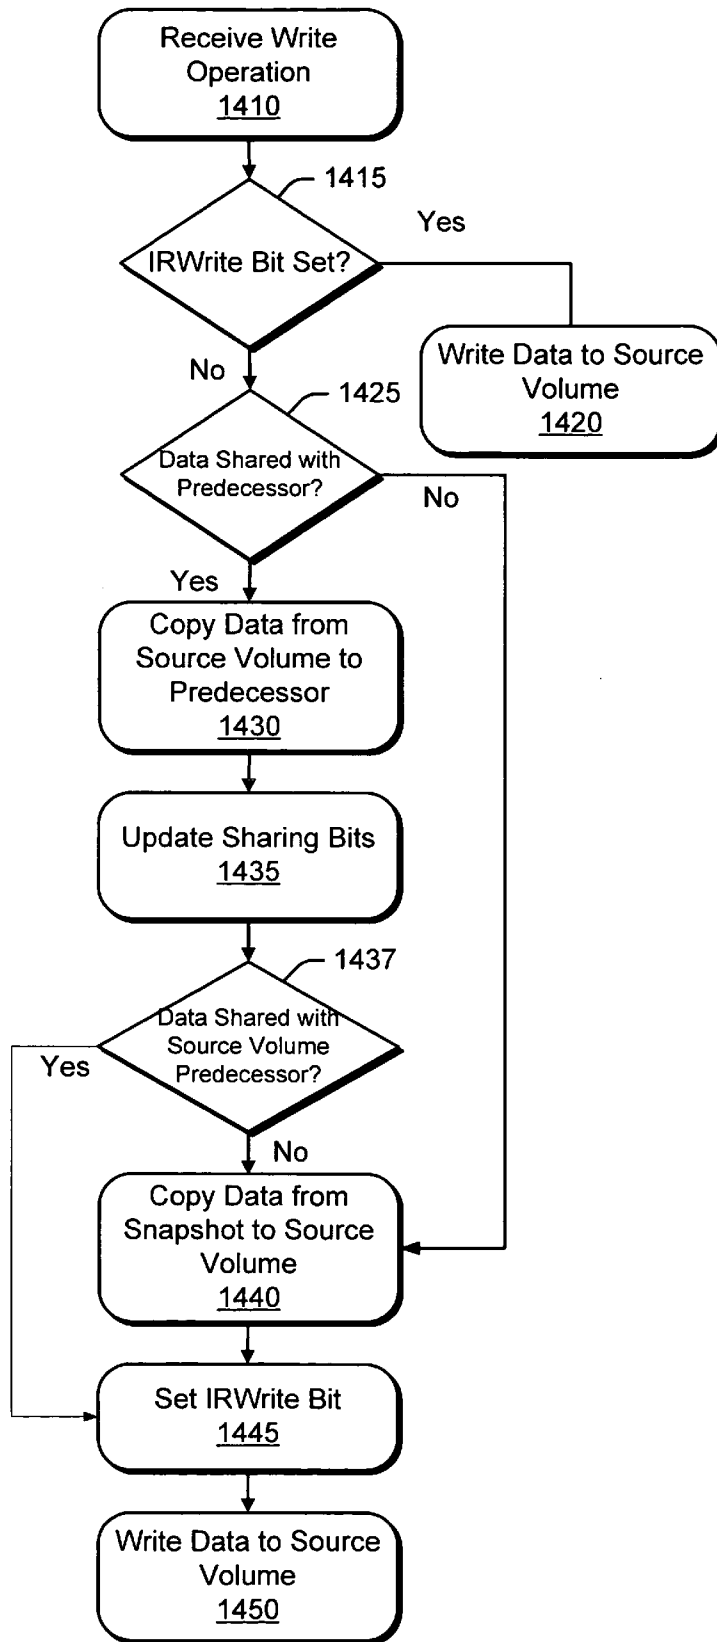 Receive Write
Operation
1410
1415
Yes
IRWrite Bit Set?
No
Write Data to Source
Volume
1420
1425
Data Shared with
Predecessor?
No
Yes
Copy Data from
Source Volume to
Predecessor
1430
Update Sharing Bits
1435
1437
Data Shared with
Source Volume
Predecessor?
Yes
No
Copy Data from
Snapshot to Source
Volume
1440
Set IRWrite Bit
1445
Write Data to Source
Volume
1450